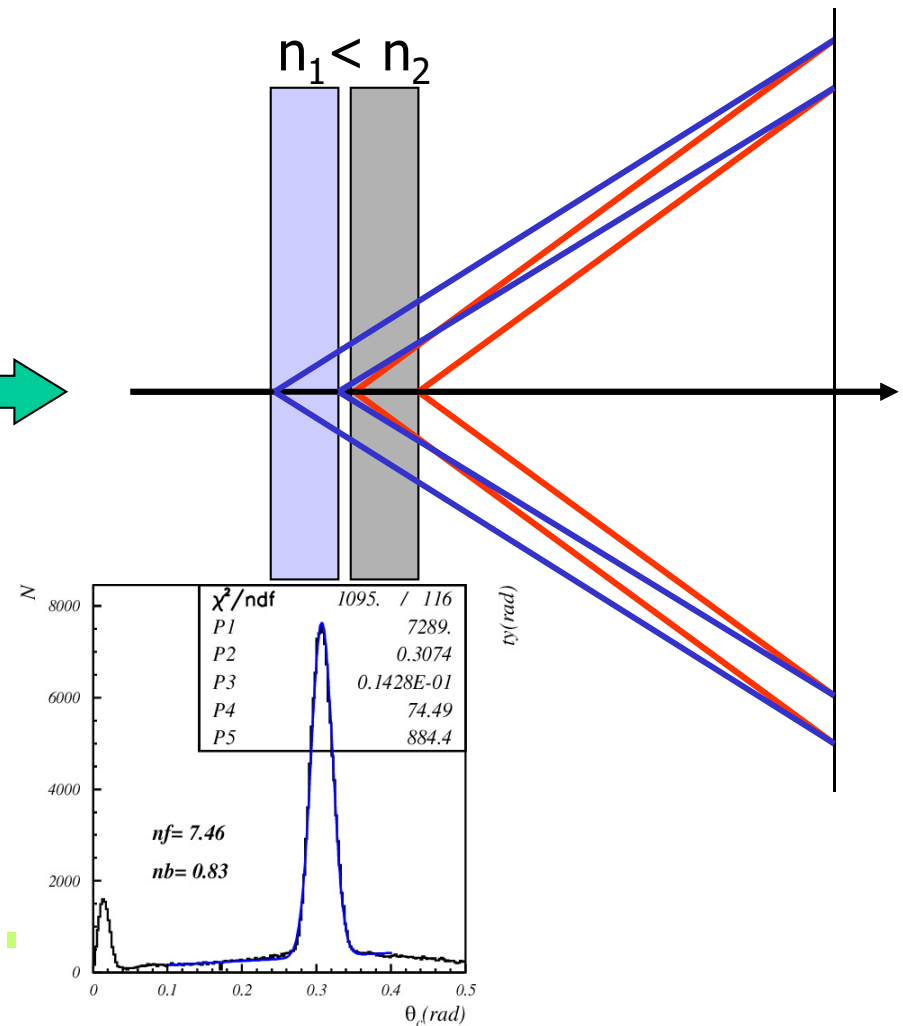 n₁ < n₂
N
8000
6000
4000
2000
0
χ²/ndf 1095. / 116
P1 7289.
P2 0.3074
P3 0.1428E-01
P4 74.49
P5 884.4
nf= 7.46
nb= 0.83
0 0.1 0.2 0.3 0.4 0.5
θc(rad)
ty(rad)